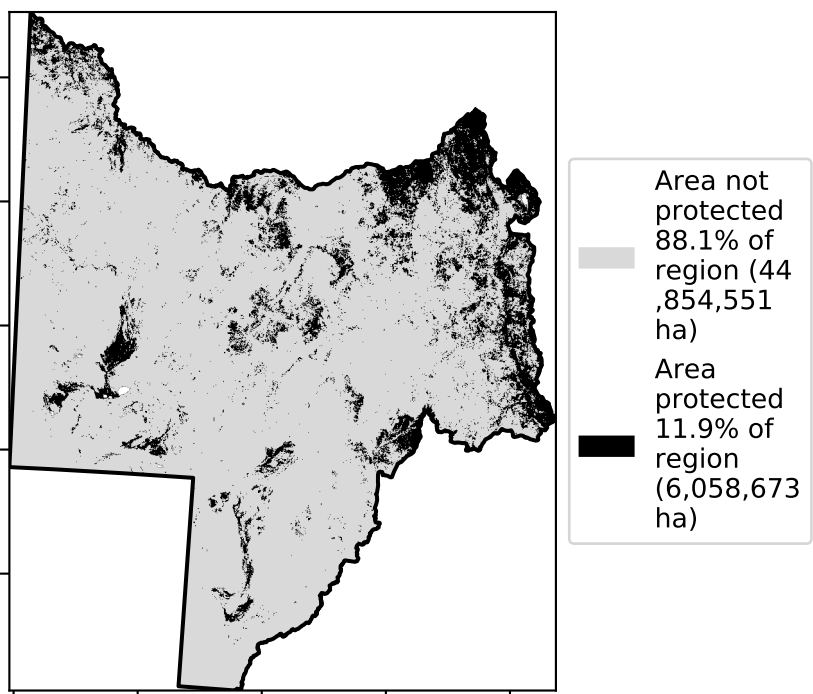 Area not
protected
88.1% of
region (44
,854,551
ha)
Area
protected
11.9% of
region
(6,058,673
ha)